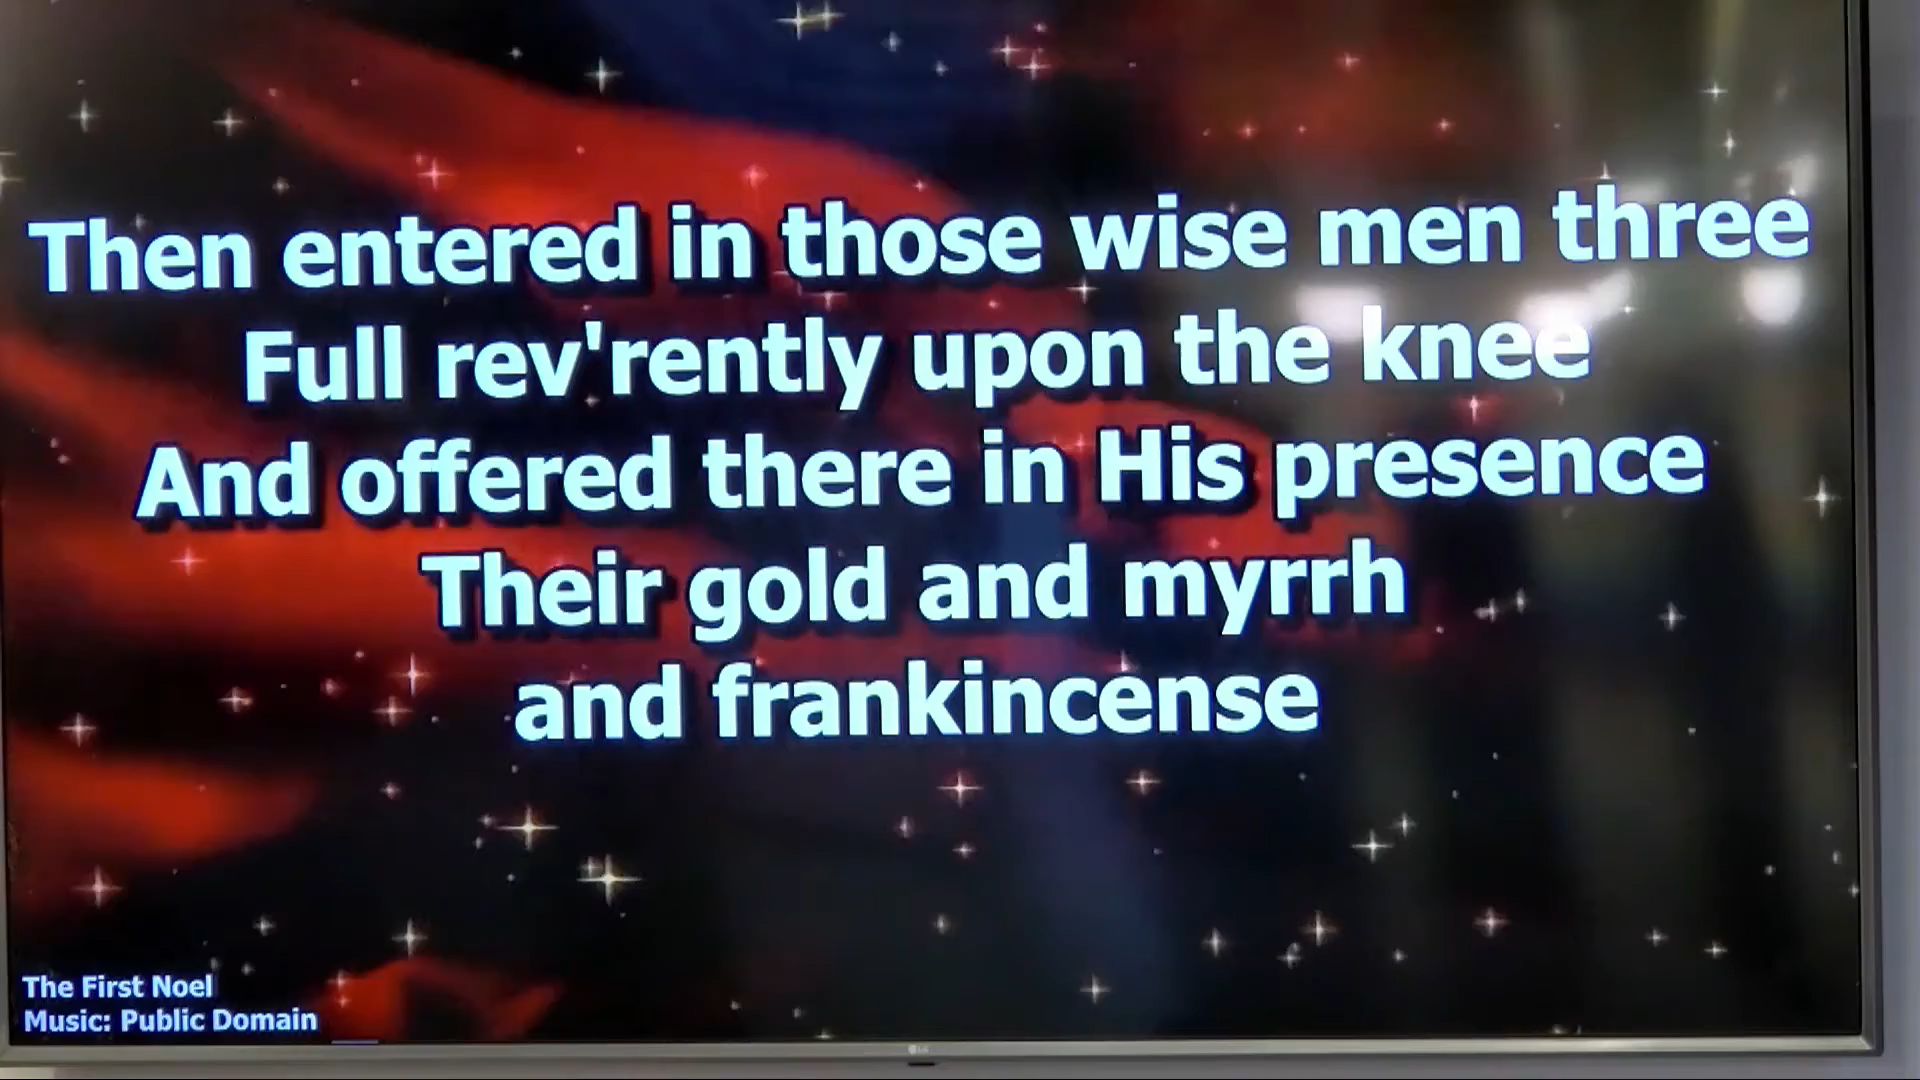 Then entered in those wise men three
Full rev'rently upon the knee
And offered there in His presence
Their gold and myrrh
and frankincense
The First Noel
Music: Public Domain
LG